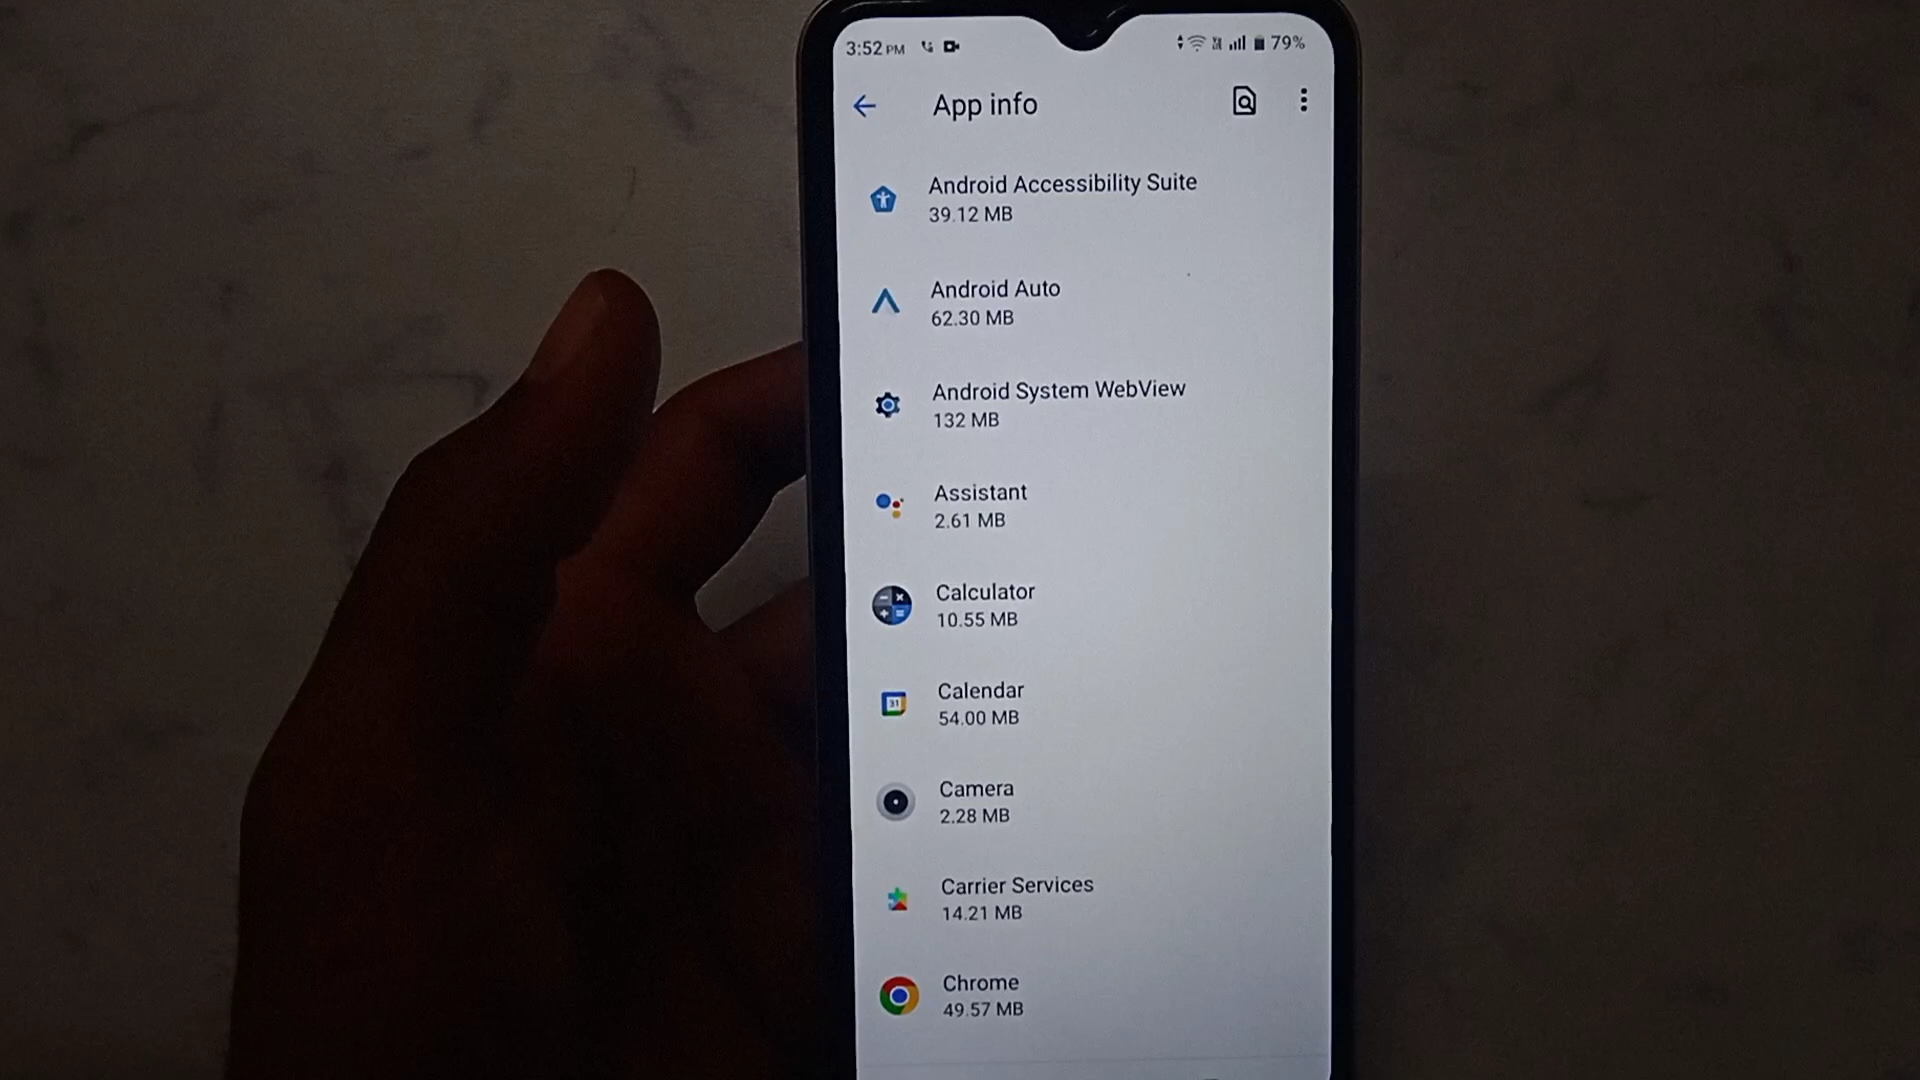 3:52 PM 79%
App info
Android Accessibility Suite
39.12 MB
Android Auto
62.30 MB
Android System WebView
132 MB
Assistant
2.61 MB
Calculator
10.55 MB
31
Calendar
54.00 MB
Camera
2.28 MB
Carrier Services
14.21 MB
Chrome
49.57 MB